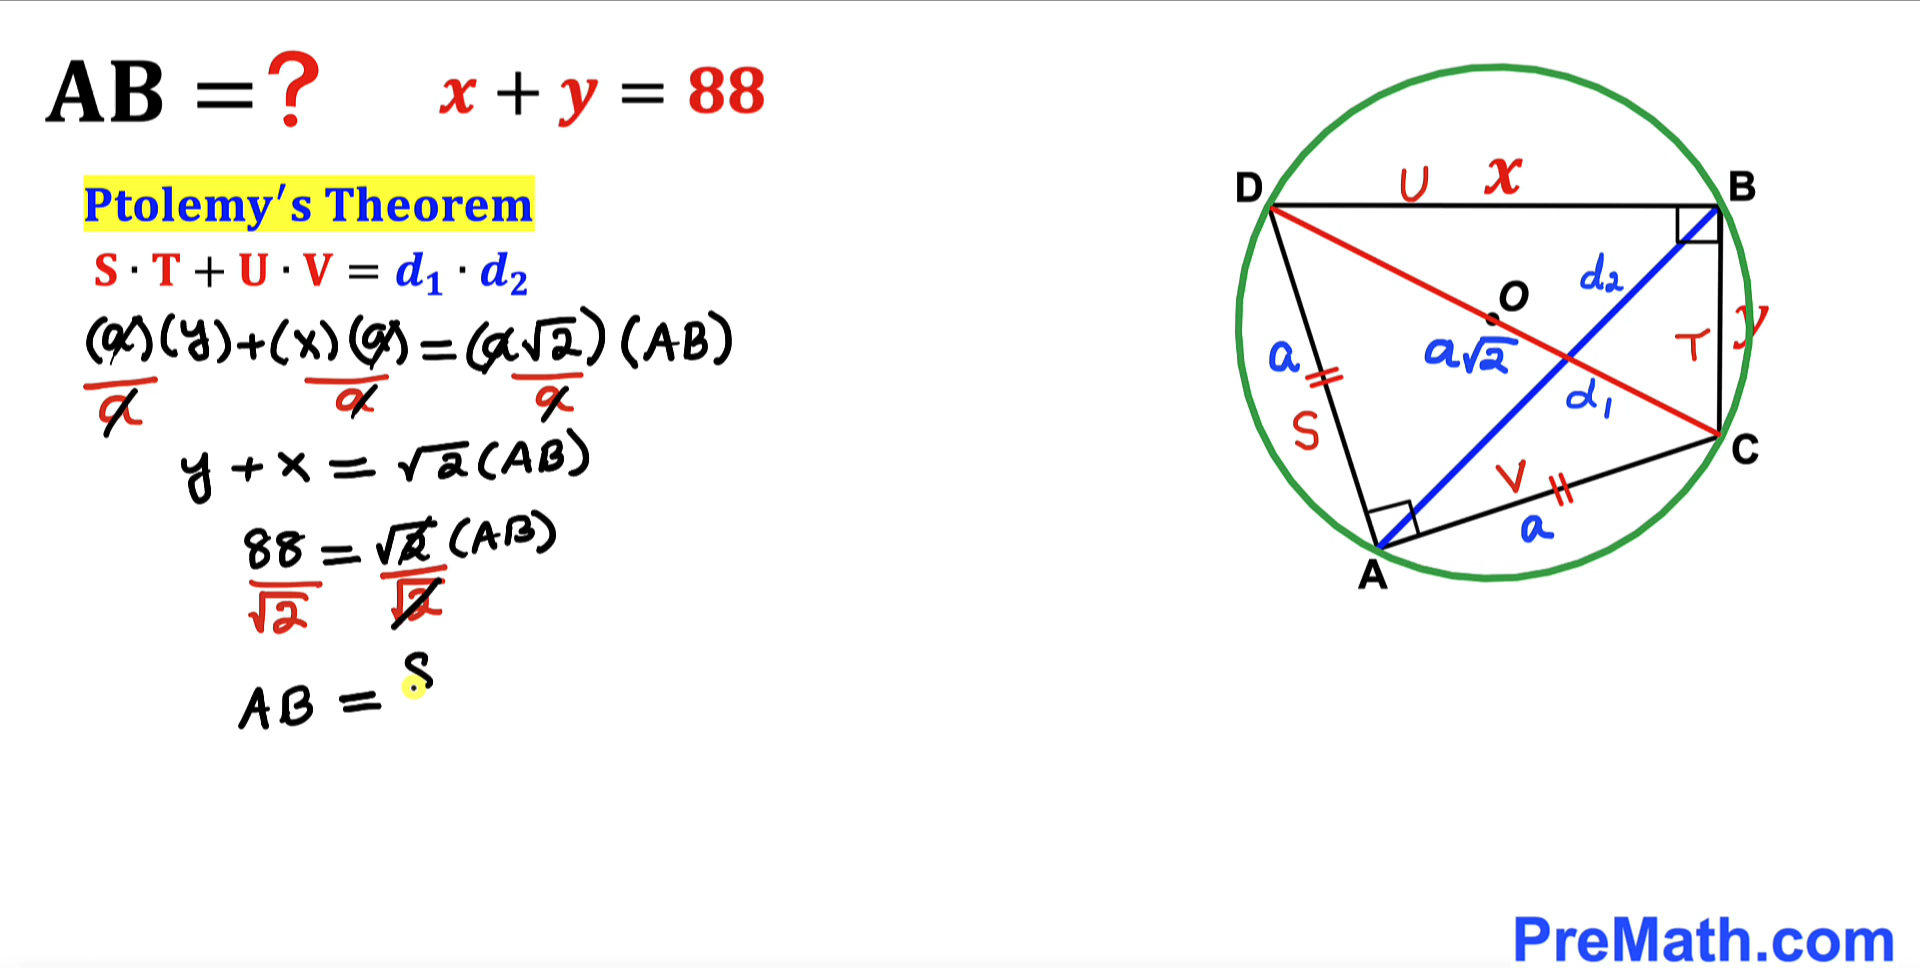 AB = ? x + y = 88
Ptolemy's Theorem
S · T + U · V = d₁ · d₂
(a)(y)+(x)(a) = (a√2)(AB)
a a a
y + x = √2(AB)
88 = √2(AB)
√2 √2
AB = 8
D U x B
d₂
O
T y
a a√2
d₁
S
C
V
a
A
PreMath.com